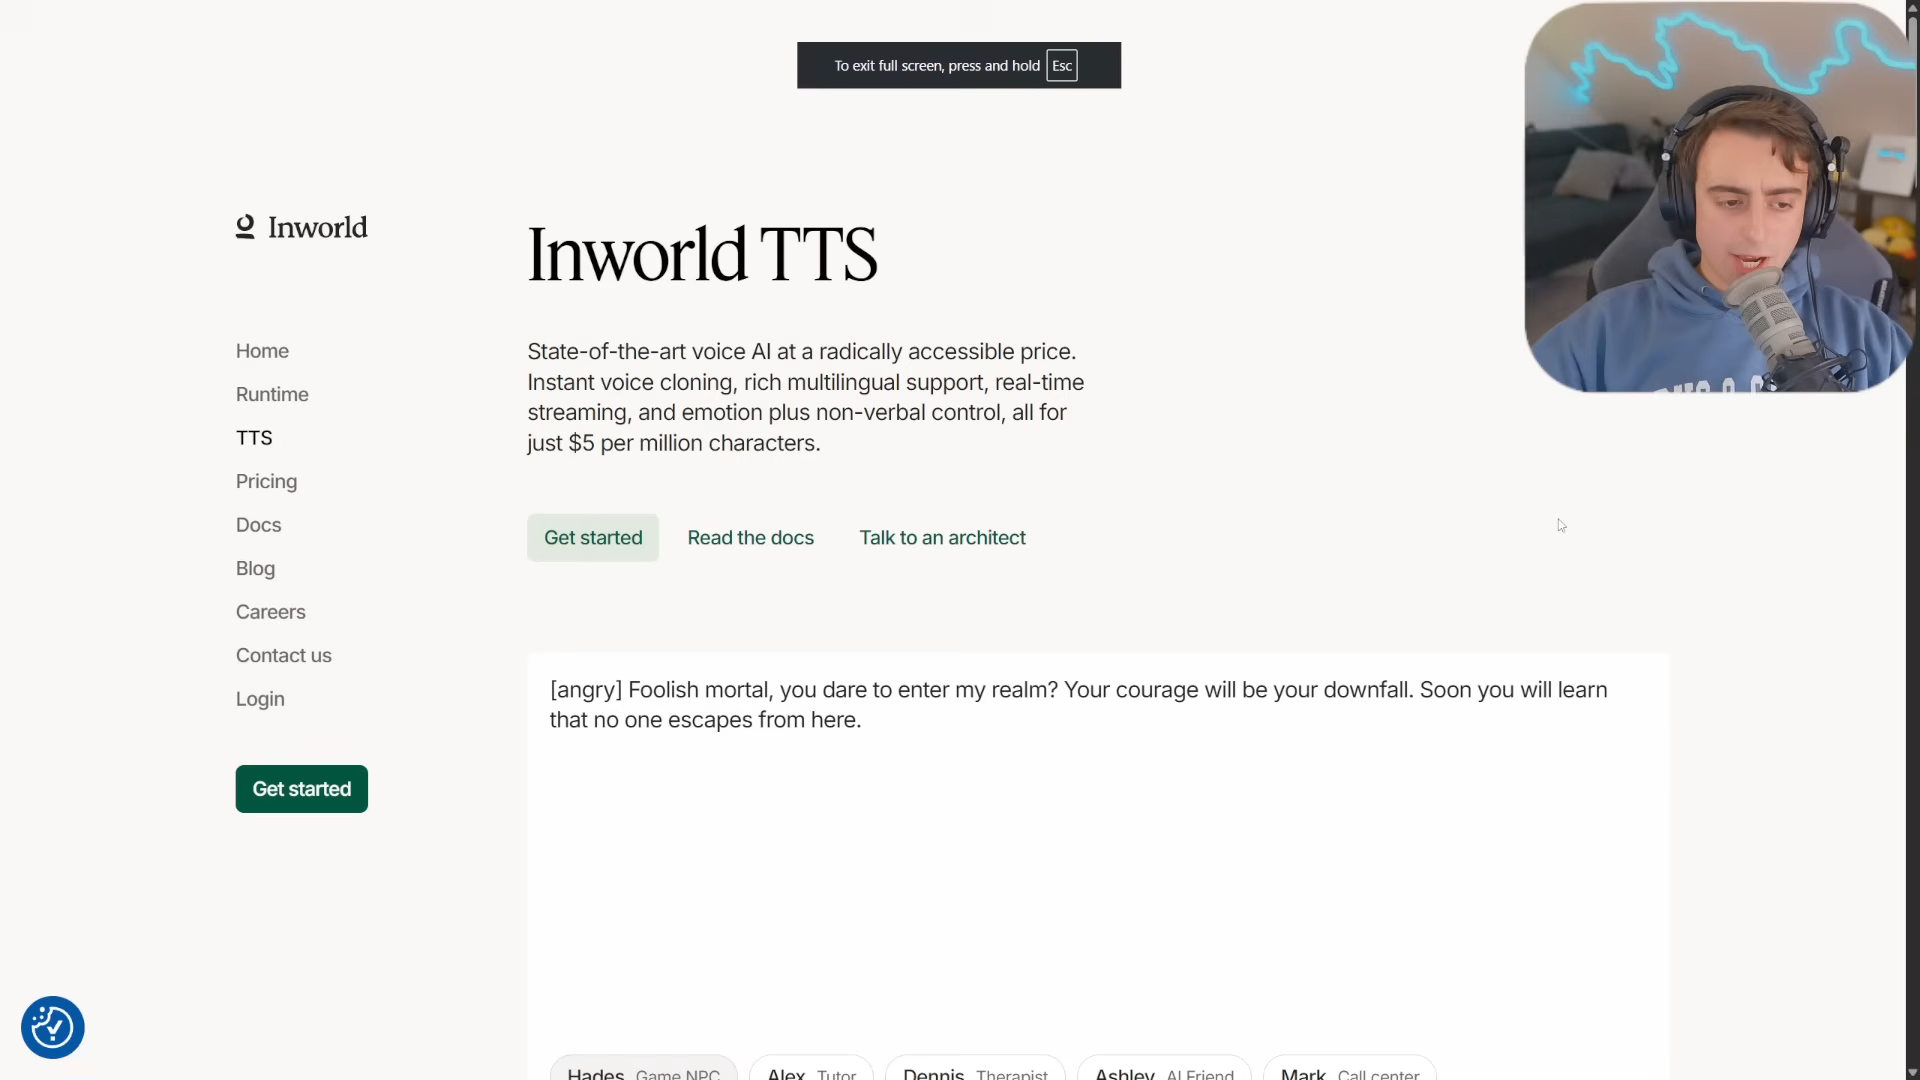 To exit full screen, press and hold Esc
Inworld
Home
Runtime
TTS
Pricing
Docs
Blog
Careers
Contact us
Login
Get started
Inworld TTS
State-of-the-art voice AI at a radically accessible price.
Instant voice cloning, rich multilingual support, real-time
streaming, and emotion plus non-verbal control, all for
just $5 per million characters.
Get started Read the docs Talk to an architect
[angry] Foolish mortal, you dare to enter my realm? Your courage will be your downfall. Soon you will learn
that no one escapes from here.
Hades Game NPC Alex Tutor Dennis Therapist Ashley AI Friend Mark Call center